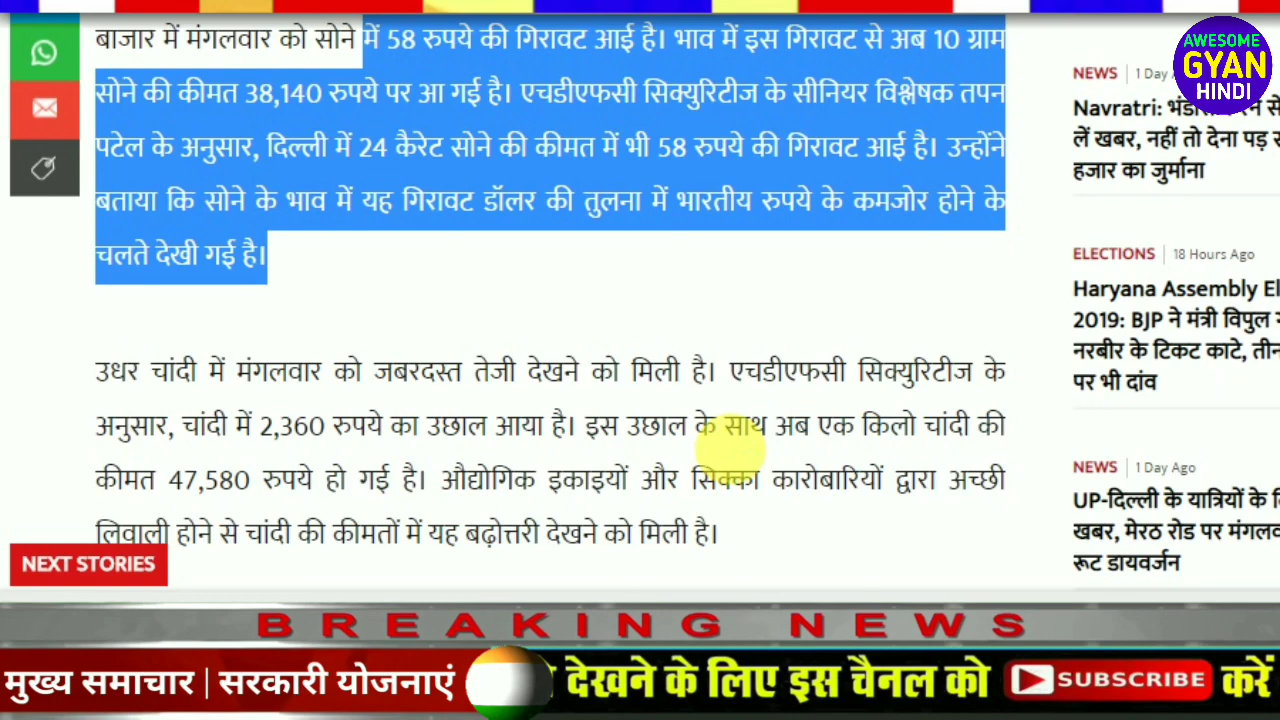 बाजार में मंगलवार को सोने में 58 रुपये की गिरावट आई है। भाव में इस गिरावट से अब 10 ग्राम
सोने की कीमत 38,140 रुपये पर आ गई है। एचडीएफसी सिक्युरिटीज के सीनियर विश्लेषक तपन
पटेल के अनुसार, दिल्ली में 24 कैरेट सोने की कीमत में भी 58 रुपये की गिरावट आई है। उन्होंने
बताया कि सोने के भाव में यह गिरावट डॉलर की तुलना में भारतीय रुपये के कमजोर होने के
चलते देखी गई है।
उधर चांदी में मंगलवार को जबरदस्त तेजी देखने को मिली है। एचडीएफसी सिक्युरिटीज के
अनुसार, चांदी में 2,360 रुपये का उछाल आया है। इस उछाल के साथ अब एक किलो चांदी की
कीमत 47,580 रुपये हो गई है। औद्योगिक इकाइयों और सिक्का कारोबारियों द्वारा अच्छी
लिवाली होने से चांदी की कीमतों में यह बढ़ोत्तरी देखने को मिली है।
NEXT STORIES
AWESOME
GYAN
HINDI
NEWS | 1 Day
Navratri:
लें खबर, नहीं तो देना पड़
हजार का जुर्माना
ELECTIONS | 18 Hours Ago
Haryana Assembly
2019: BJP ने मंत्री विपुल
नरबीर के टिकट काटे,
पर भी दांव
NEWS | 1 Day Ago
UP-दिल्ली के यात्रियों के
खबर, मेरठ रोड पर
रूट डायवर्जन
BREAKING NEWS
मुख्य समाचार | सरकारी योजनाएं देखने के लिए इस चैनल को SUBSCRIBE करें